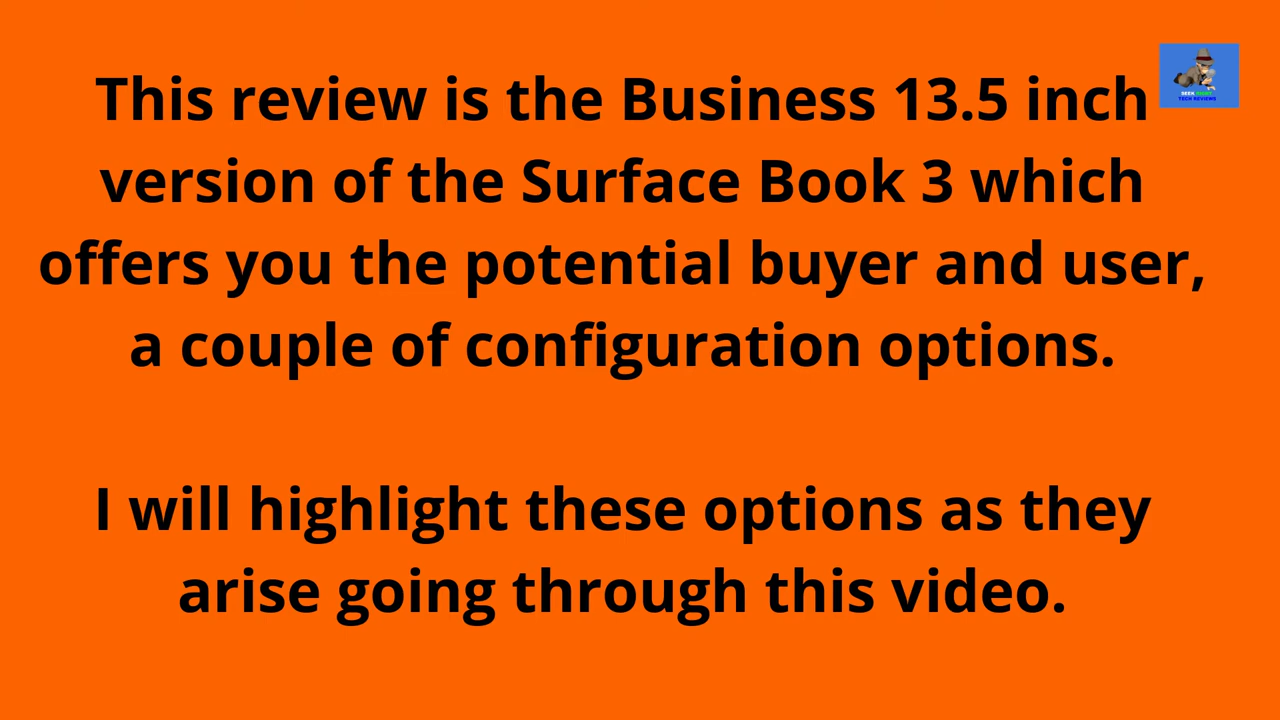 This review is the Business 13.5 inch
version of the Surface Book 3 which
offers you the potential buyer and user,
a couple of configuration options.
I will highlight these options as they
arise going through this video.
SEEK
TECH REVIEWS